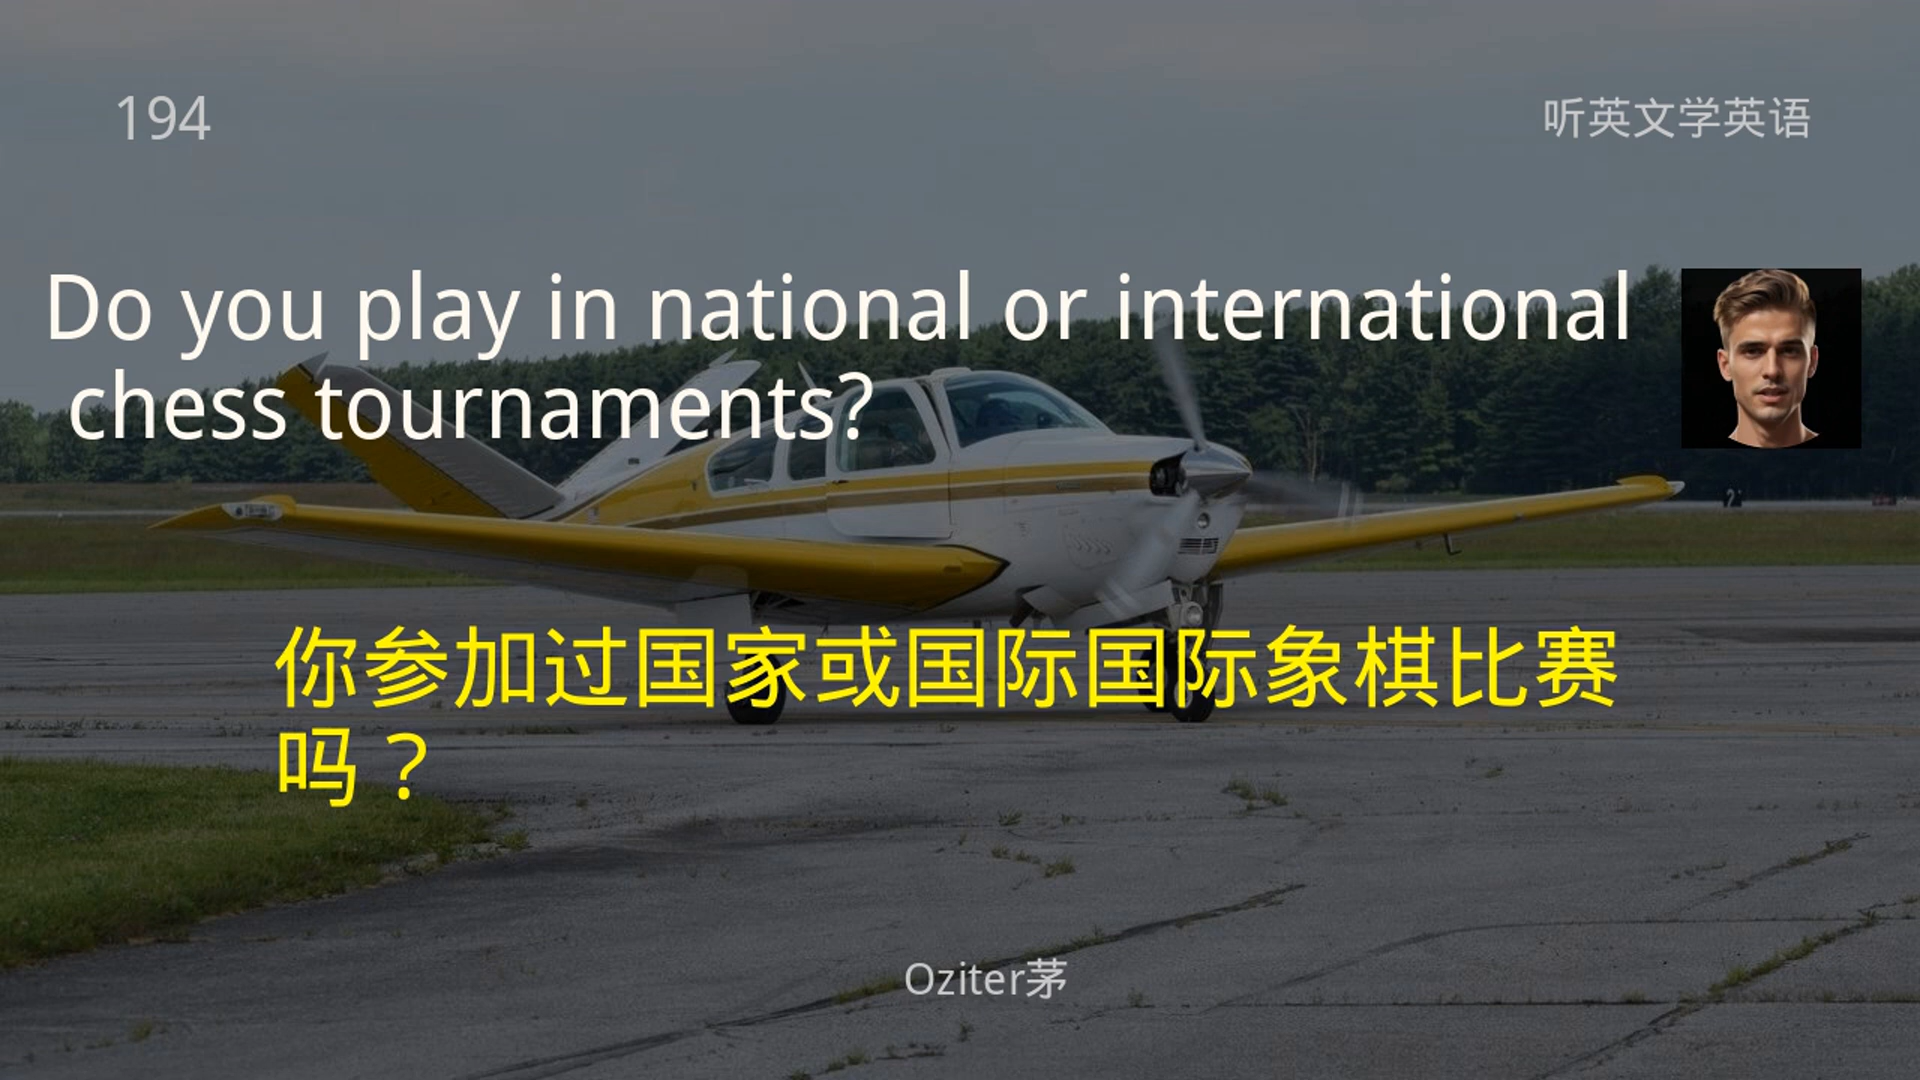 194
听英文学英语
Do you play in national or international
chess tournaments?
你参加过国家或国际国际象棋比赛
吗？
Oziter茅